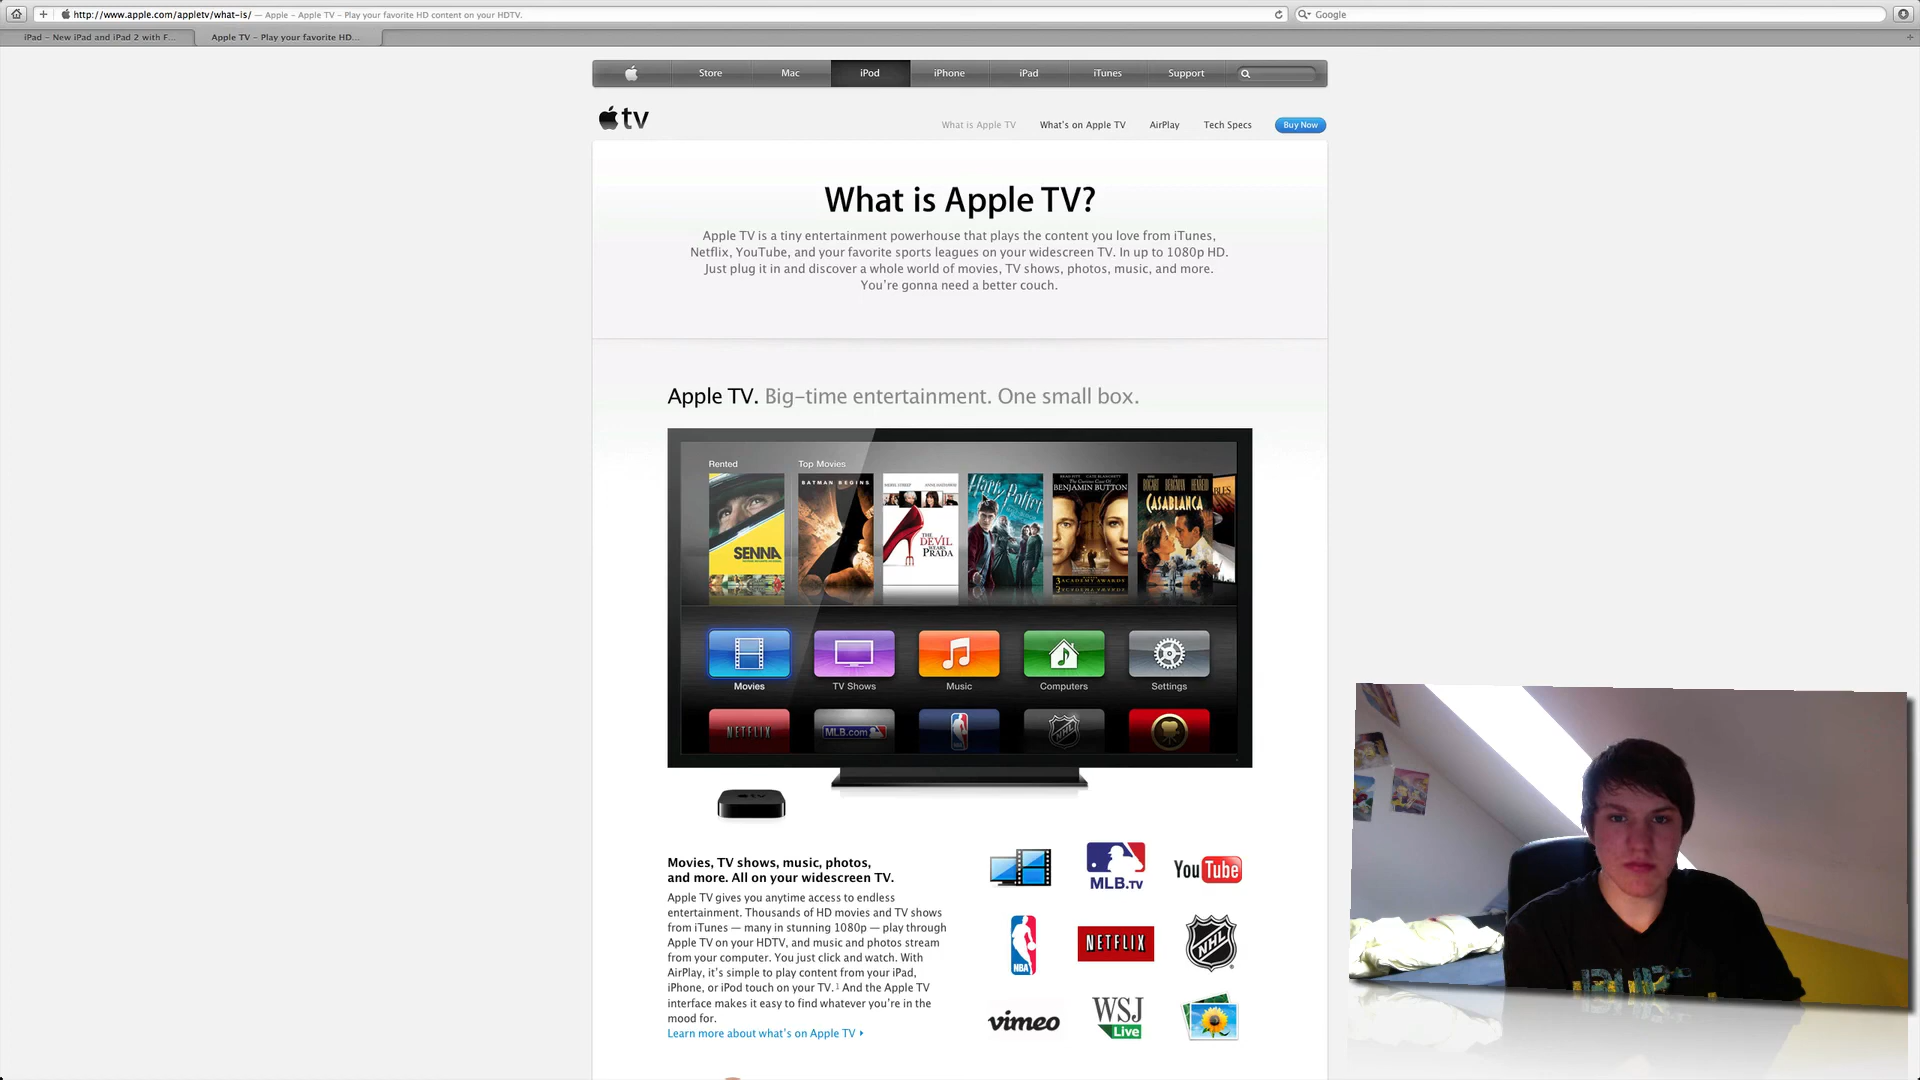 http://www.apple.com/appletv/what-is/ — Apple - Apple TV - Play your favorite HD content on your HDTV.
Google
iPad - New iPad and iPad 2 with F...
Apple TV - Play your favorite HD...
Store Mac iPod iPhone iPad iTunes Support
tv
What is Apple TV What's on Apple TV AirPlay Tech Specs Buy Now
What is Apple TV?
Apple TV is a tiny entertainment powerhouse that plays the content you love from iTunes,
Netflix, YouTube, and your favorite sports leagues on your widescreen TV. In up to 1080p HD.
Just plug it in and discover a whole world of movies, TV shows, photos, music, and more.
You're gonna need a better couch.
Apple TV. Big-time entertainment. One small box.
Rented Top Movies
SENNA
BATMAN BEGINS
THE DEVIL WEARS PRADA
Harry Potter
BENJAMIN BUTTON
3 ACADEMY AWARDS
BOGART BERGMAN HENREID
CASABLANCA
Movies TV Shows Music Computers Settings
NETFLIX MLB.com NBA NHL
Movies, TV shows, music, photos,
and more. All on your widescreen TV.
Apple TV gives you anytime access to endless
entertainment. Thousands of HD movies and TV shows
from iTunes — many in stunning 1080p — play through
Apple TV on your HDTV, and music and photos stream
from your computer. You just click and watch. With
AirPlay, it's simple to play content from your iPad,
iPhone, or iPod touch on your TV.1 And the Apple TV
interface makes it easy to find whatever you're in the
mood for.
Learn more about what's on Apple TV
MLB.TV
YouTube
NBA
NETFLIX
NHL
vimeo
WSJ
Live